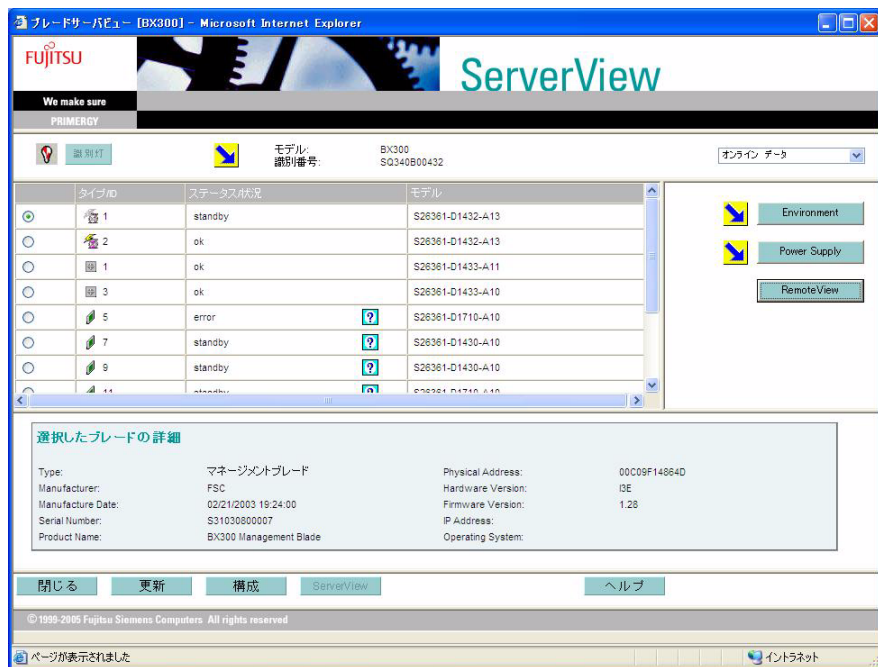 ブレードサーバビュー [BX300] - Microsoft Internet Explorer
FUJITSU
ServerView
We make sure
PRIMERGY
識別灯
モデル: BX300
識別番号: SQ340B00432
オンライン データ
タイプ/ID ステータス/状況 モデル
1 standby S26361-D1432-A13
2 ok S26361-D1432-A13
1 ok S26361-D1433-A11
3 ok S26361-D1433-A10
5 error ? S26361-D1710-A10
7 standby ? S26361-D1430-A10
9 standby ? S26361-D1430-A10
11 standby ? S26361-D1710-A10
Environment
Power Supply
RemoteView
選択したブレードの詳細
Type: マネージメントブレード Physical Address: 00C09F14864D
Manufacturer: FSC Hardware Version: I3E
Manufacture Date: 02/21/2003 19:24:00 Firmware Version: 1.28
Serial Number: S31030800007 IP Address:
Product Name: BX300 Management Blade Operating System:
閉じる 更新 構成 ServerView ヘルプ
©1999-2005 Fujitsu Siemens Computers All rights reserved
ページが表示されました イントラネット